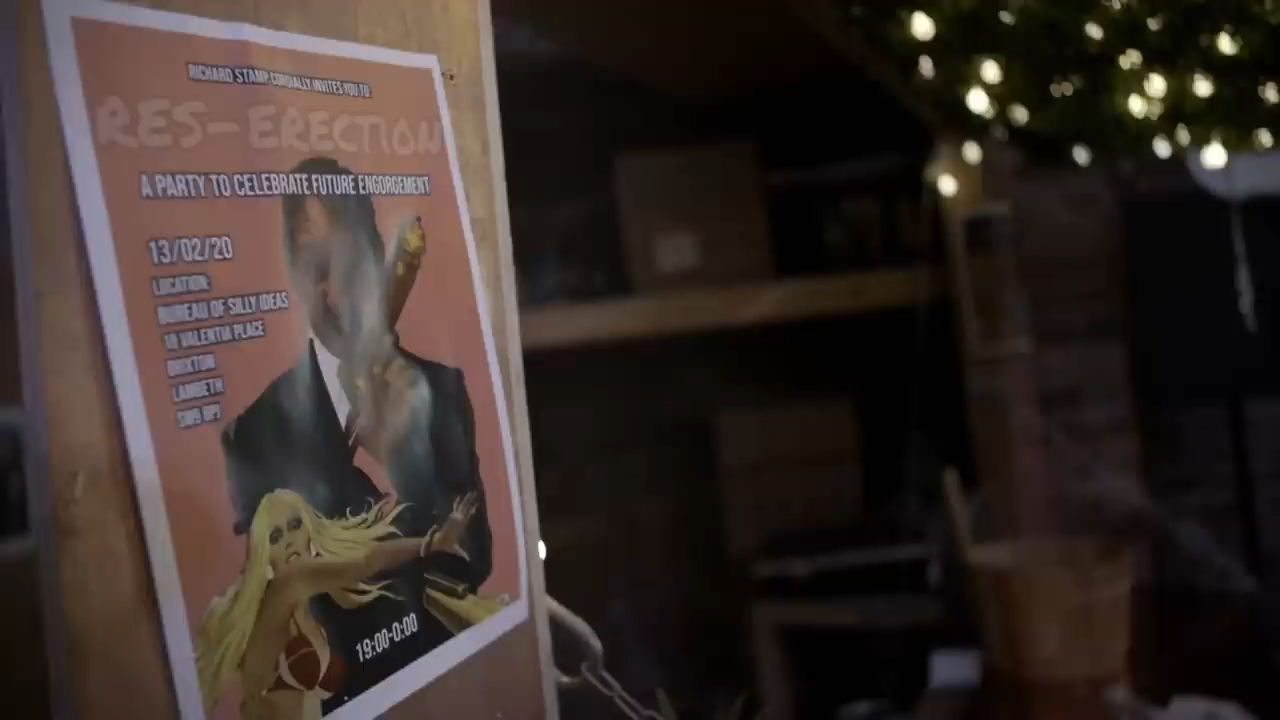 RICHARD STAMP CORDIALLY INVITES YOU TO:
RES-ERECTION
A PARTY TO CELEBRATE FUTURE ENGORGEMENT
13/02/20
LOCATION:
BUREAU OF SILLY IDEAS
VALENTIA PLACE
BRIXTON
LAMBETH
19:00-0:00